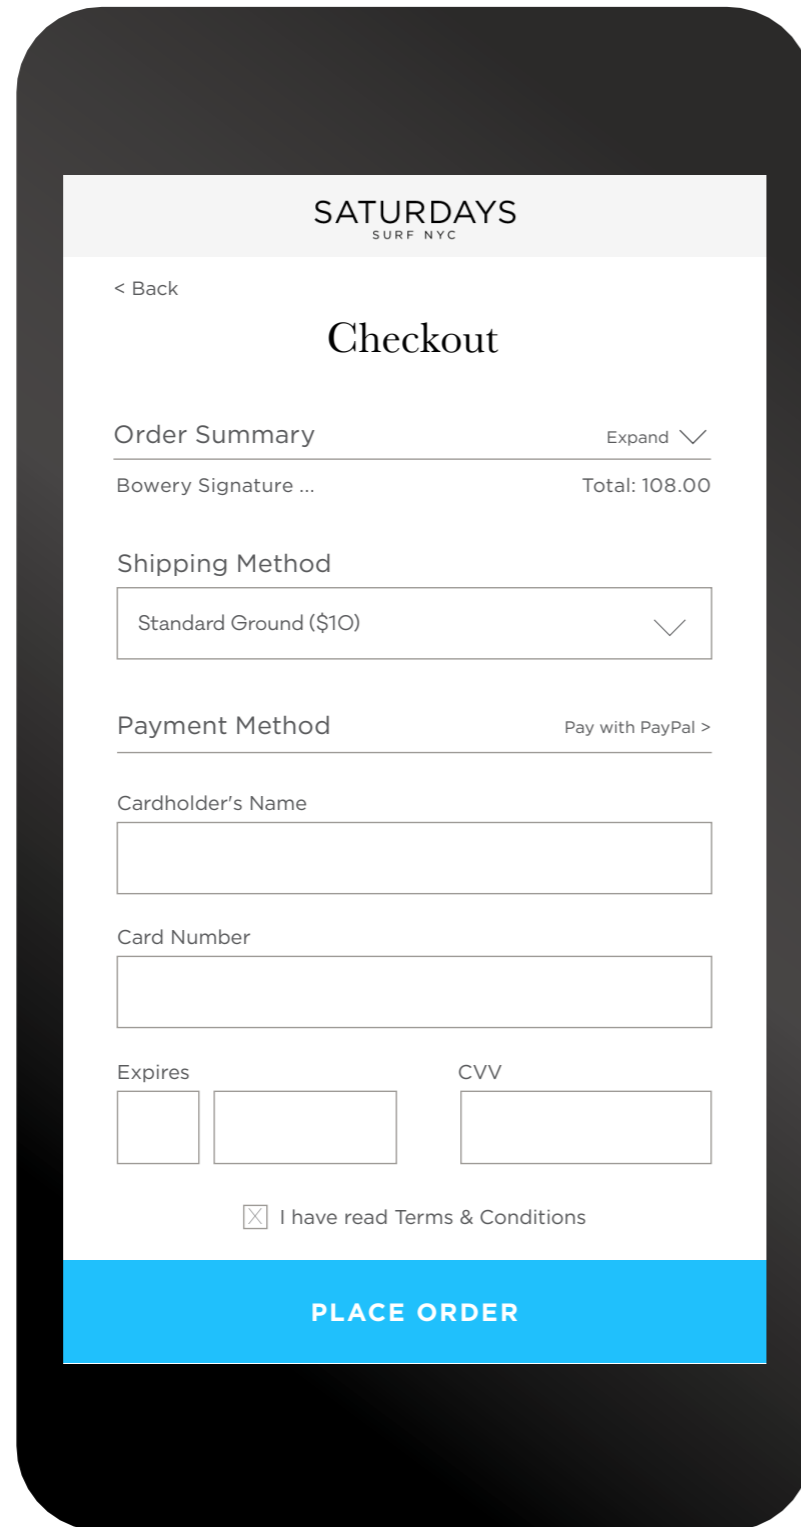 SATURDAYS
SURF NYC
< Back
Checkout
Order Summary Expand
Bowery Signature ... Total: 108.00
Shipping Method
Standard Ground ($10)
Payment Method Pay with PayPal >
Cardholder's Name
Card Number
Expires CVV
X I have read Terms & Conditions
PLACE ORDER